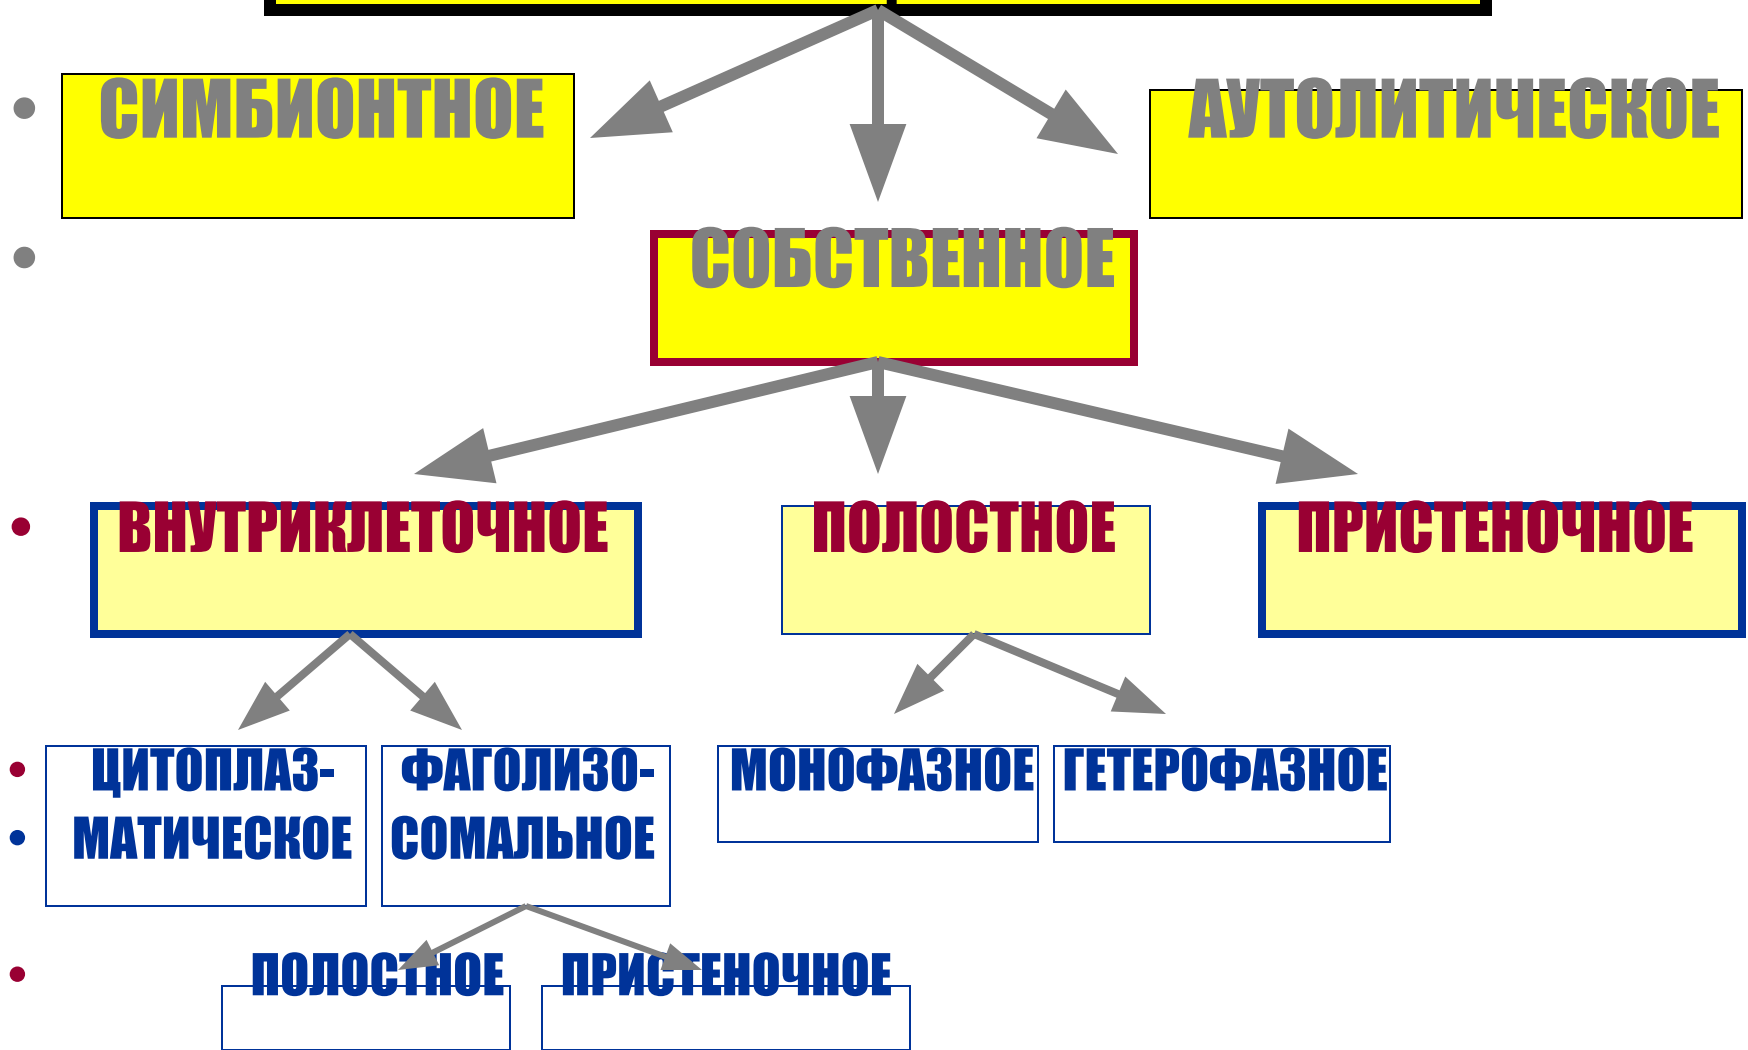 СИМБИОНТНОЕ АУТОЛИТИЧЕСКОЕ
СОБСТВЕННОЕ
ВНУТРИКЛЕТОЧНОЕ ПОЛОСТНОЕ ПРИСТЕНОЧНОЕ
ЦИТОПЛАЗ- ФАГОЛИЗО- МОНОФАЗНОЕ ГЕТЕРОФАЗНОЕ
МАТИЧЕСКОЕ СОМАЛЬНОЕ
ПОЛОСТНОЕ ПРИСТЕНОЧНОЕ